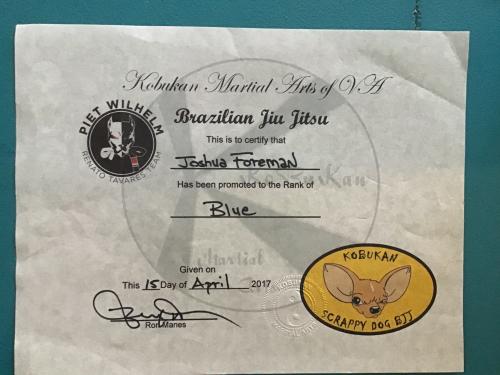 Kobukan Martial Arts of VA
PIET WILHELM
RENATO TAVARES TEAM
Brazilian Jiu Jitsu
This is to certify that
Joshua Foreman
Has been promoted to the Rank of
KoBuKan
Blue
Martial
Given on
This 15 Day of April 2017
Ron Manes
KOBUKAN
SCRAPPY DOG BJJ